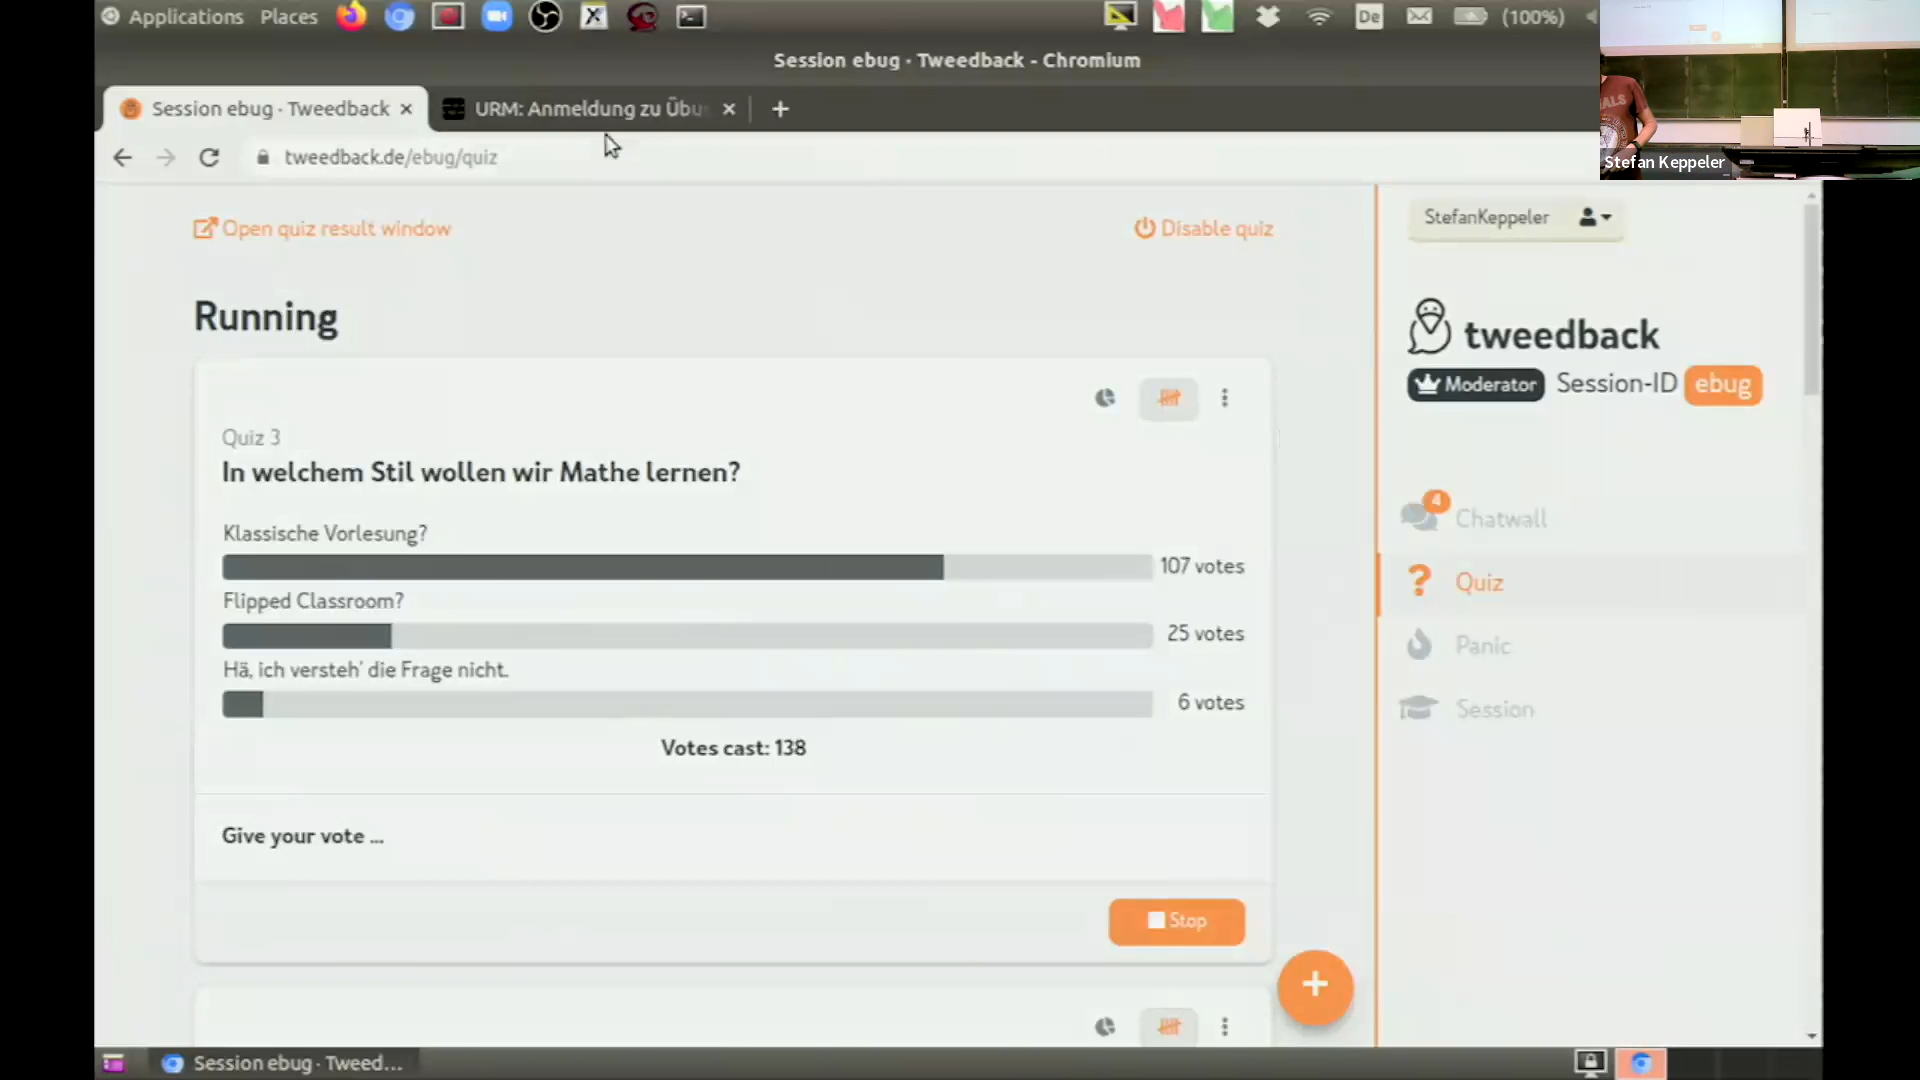 Applications Places
De
(100%)
Session ebug · Tweedback - Chromium
Session ebug · Tweedback
URM: Anmeldung zu Übu
tweedback.de/ebug/quiz
Stefan Keppeler
Open quiz result window
Disable quiz
StefanKeppeler
Running
tweedback
Moderator Session-ID ebug
Quiz 3
In welchem Stil wollen wir Mathe lernen?
Klassische Vorlesung?
107 votes
Flipped Classroom?
25 votes
Hä, ich versteh' die Frage nicht.
6 votes
Votes cast: 138
Give your vote ...
Stop
4
Chatwall
Quiz
Panic
Session
Session ebug · Tweed...